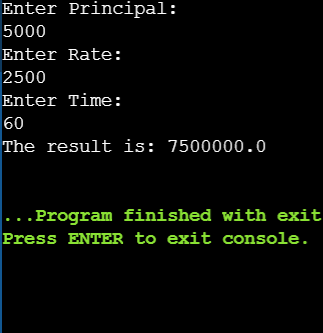 Enter Principal:
5000
Enter Rate:
2500
Enter Time:
60
The result is: 7500000.0
...Program finished with exit
Press ENTER to exit console.